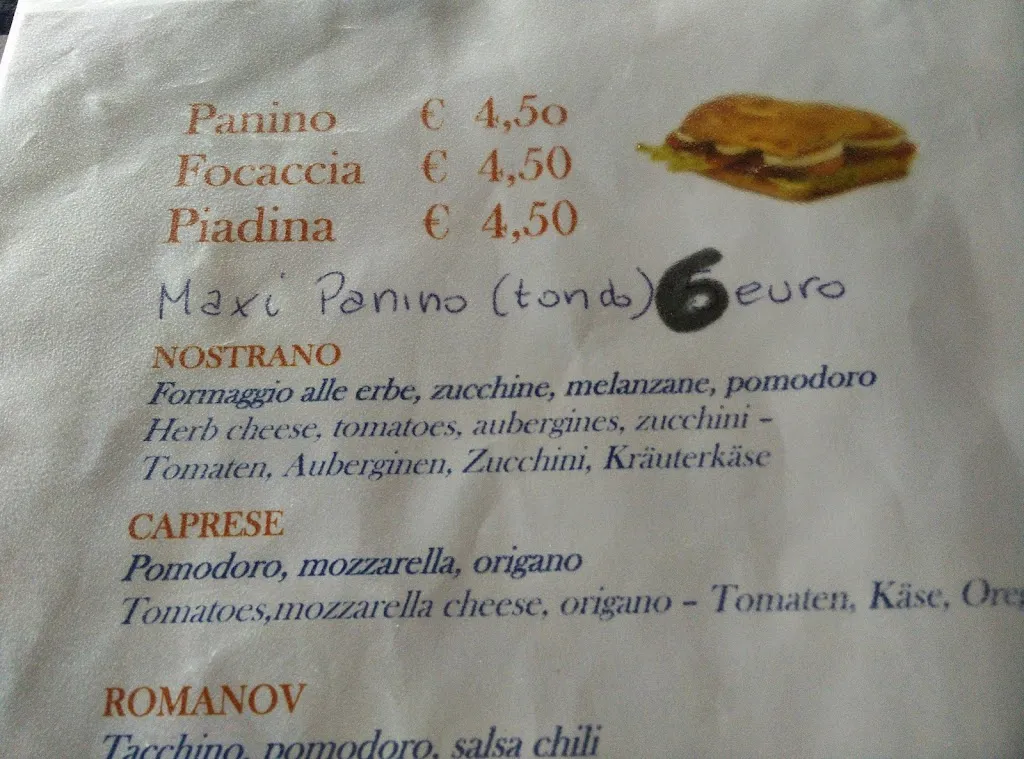 Panino € 4,50
Focaccia € 4,50
Piadina € 4,50
Maxi Panino (tondo) 6 euro
NOSTRANO
Formaggio alle erbe, zucchine, melanzane, pomodoro
Herb cheese, tomatoes, aubergines, zucchini –
Tomaten, Auberginen, Zucchini, Kräuterkäse
CAPRESE
Pomodoro, mozzarella, origano
Tomatoes,mozzarella cheese, origano – Tomaten, Käse,
ROMANOV
Tacchino, pomodoro, salsa chili